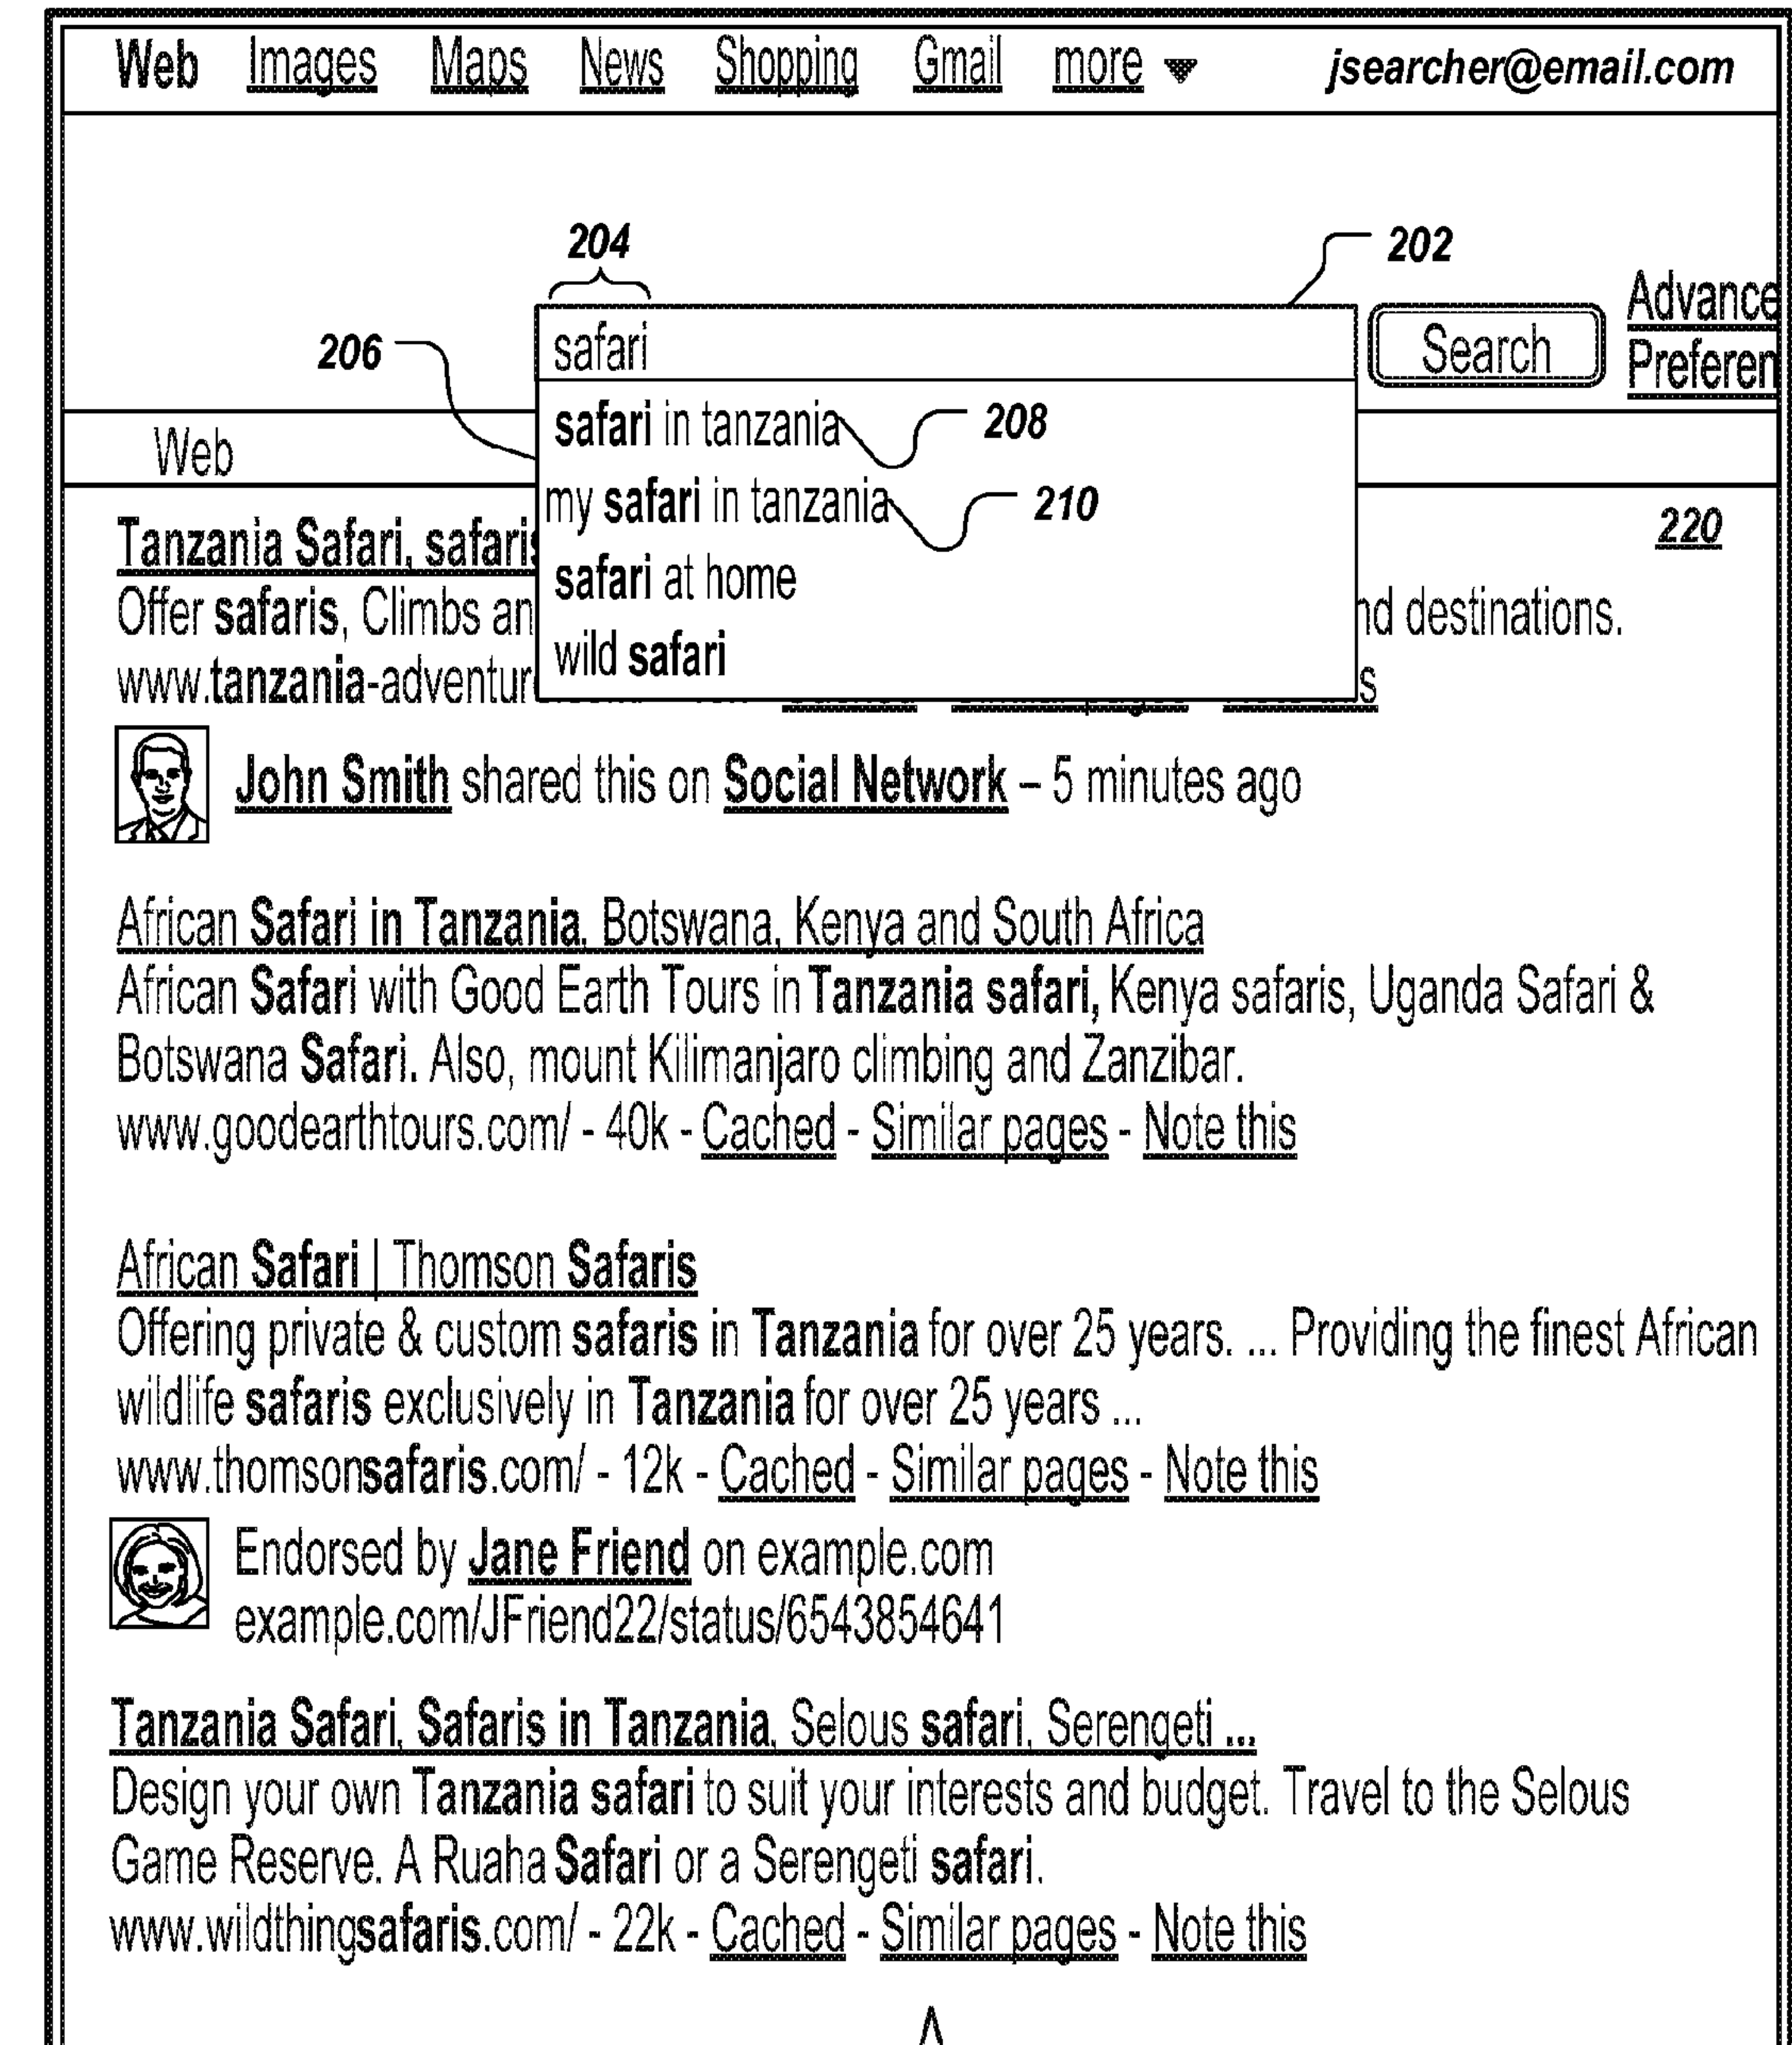 Web Images Maps News Shopping Gmail more jsearcher@email.com
204
202
safari
Search
Advance
Preferen
206
safari in tanzania
208
Web
my safari in tanzania
210
220
Tanzania Safari, safaris
safari at home
Offer safaris, Climbs an
nd destinations.
wild safari
www.tanzania-adventur
s
John Smith shared this on Social Network – 5 minutes ago
African Safari in Tanzania, Botswana, Kenya and South Africa
African Safari with Good Earth Tours in Tanzania safari, Kenya safaris, Uganda Safari &
Botswana Safari. Also, mount Kilimanjaro climbing and Zanzibar.
www.goodearthtours.com/ - 40k - Cached - Similar pages - Note this
African Safari | Thomson Safaris
Offering private & custom safaris in Tanzania for over 25 years. ... Providing the finest African
wildlife safaris exclusively in Tanzania for over 25 years ...
www.thomsonsafaris.com/ - 12k - Cached - Similar pages - Note this
Endorsed by Jane Friend on example.com
example.com/JFriend22/status/6543854641
Tanzania Safari, Safaris in Tanzania, Selous safari, Serengeti ...
Design your own Tanzania safari to suit your interests and budget. Travel to the Selous
Game Reserve. A Ruaha Safari or a Serengeti safari.
www.wildthingsafaris.com/ - 22k - Cached - Similar pages - Note this